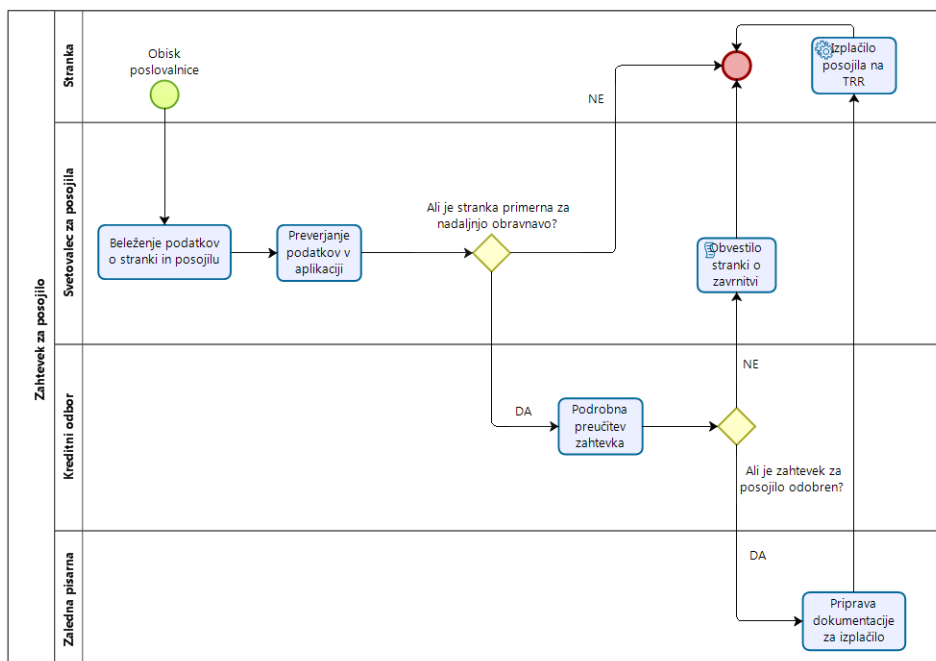 Zahtevek za posojilo
Stranka
Obisk
poslovalnice
NE
Izplačilo
posojila na
TRR
Svetovalec za posojila
Beleženje podatkov
o stranki in posojilu
Preverjanje
podatkov v
aplikaciji
Ali je stranka primerna za
nadaljnjo obravnavo?
Obvestilo
stranki o
zavrnitvi
Kreditni odbor
DA
Podrobna
preučitev
zahtevka
NE
Ali je zahtevek za
posojilo odobren?
Zaledna pisarna
DA
Priprava
dokumentacije
za izplačilo